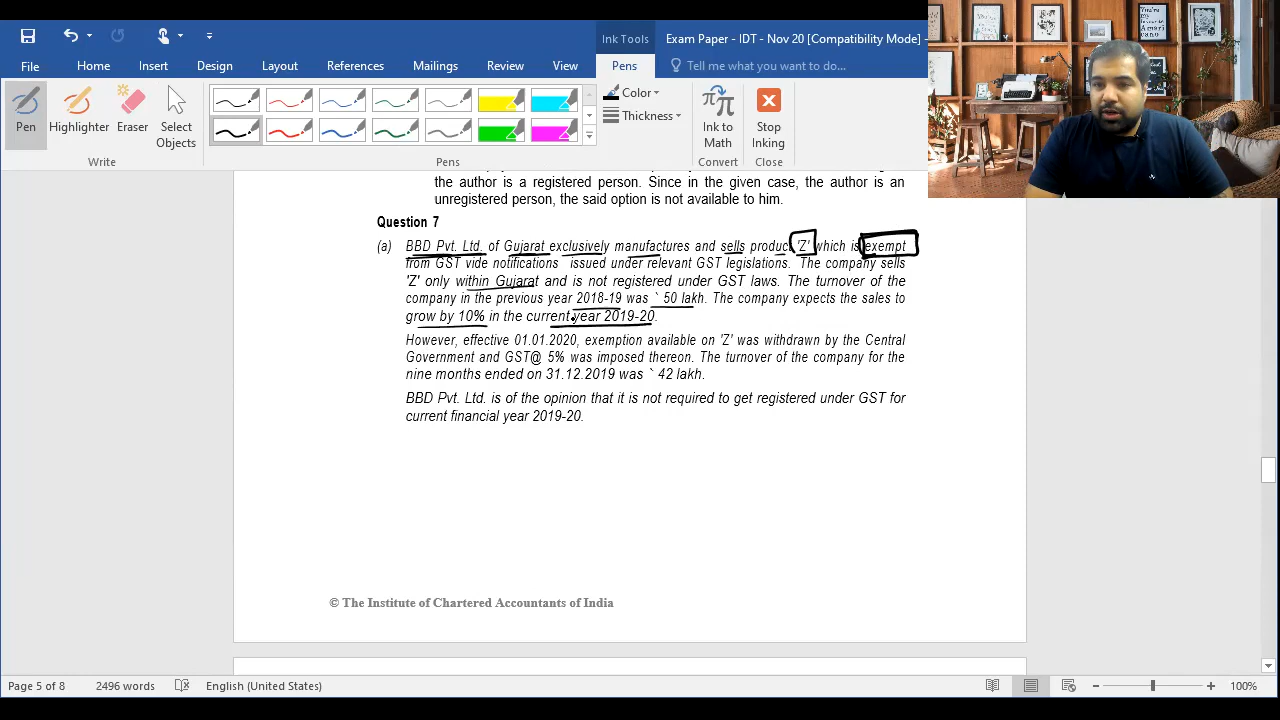 Ink Tools
Exam Paper - IDT - Nov 20 [Compatibility Mode] -
File Home Insert Design Layout References Mailings Review View Pens Tell me what you want to do...
Pen Highlighter Eraser Select Objects
Color
Thickness
Ink to Math
Stop Inking
Write Pens Convert Close
the author is a registered person. Since in the given case, the author is an
unregistered person, the said option is not available to him.
Question 7
(a) BBD Pvt. Ltd. of Gujarat exclusively manufactures and sells product 'Z' which is exempt
from GST vide notifications issued under relevant GST legislations. The company sells
'Z' only within Gujarat and is not registered under GST laws. The turnover of the
company in the previous year 2018-19 was ` 50 lakh. The company expects the sales to
grow by 10% in the current year 2019-20.
However, effective 01.01.2020, exemption available on 'Z' was withdrawn by the Central
Government and GST@ 5% was imposed thereon. The turnover of the company for the
nine months ended on 31.12.2019 was ` 42 lakh.
BBD Pvt. Ltd. is of the opinion that it is not required to get registered under GST for
current financial year 2019-20.
© The Institute of Chartered Accountants of India
Page 5 of 8 2496 words English (United States) 100%